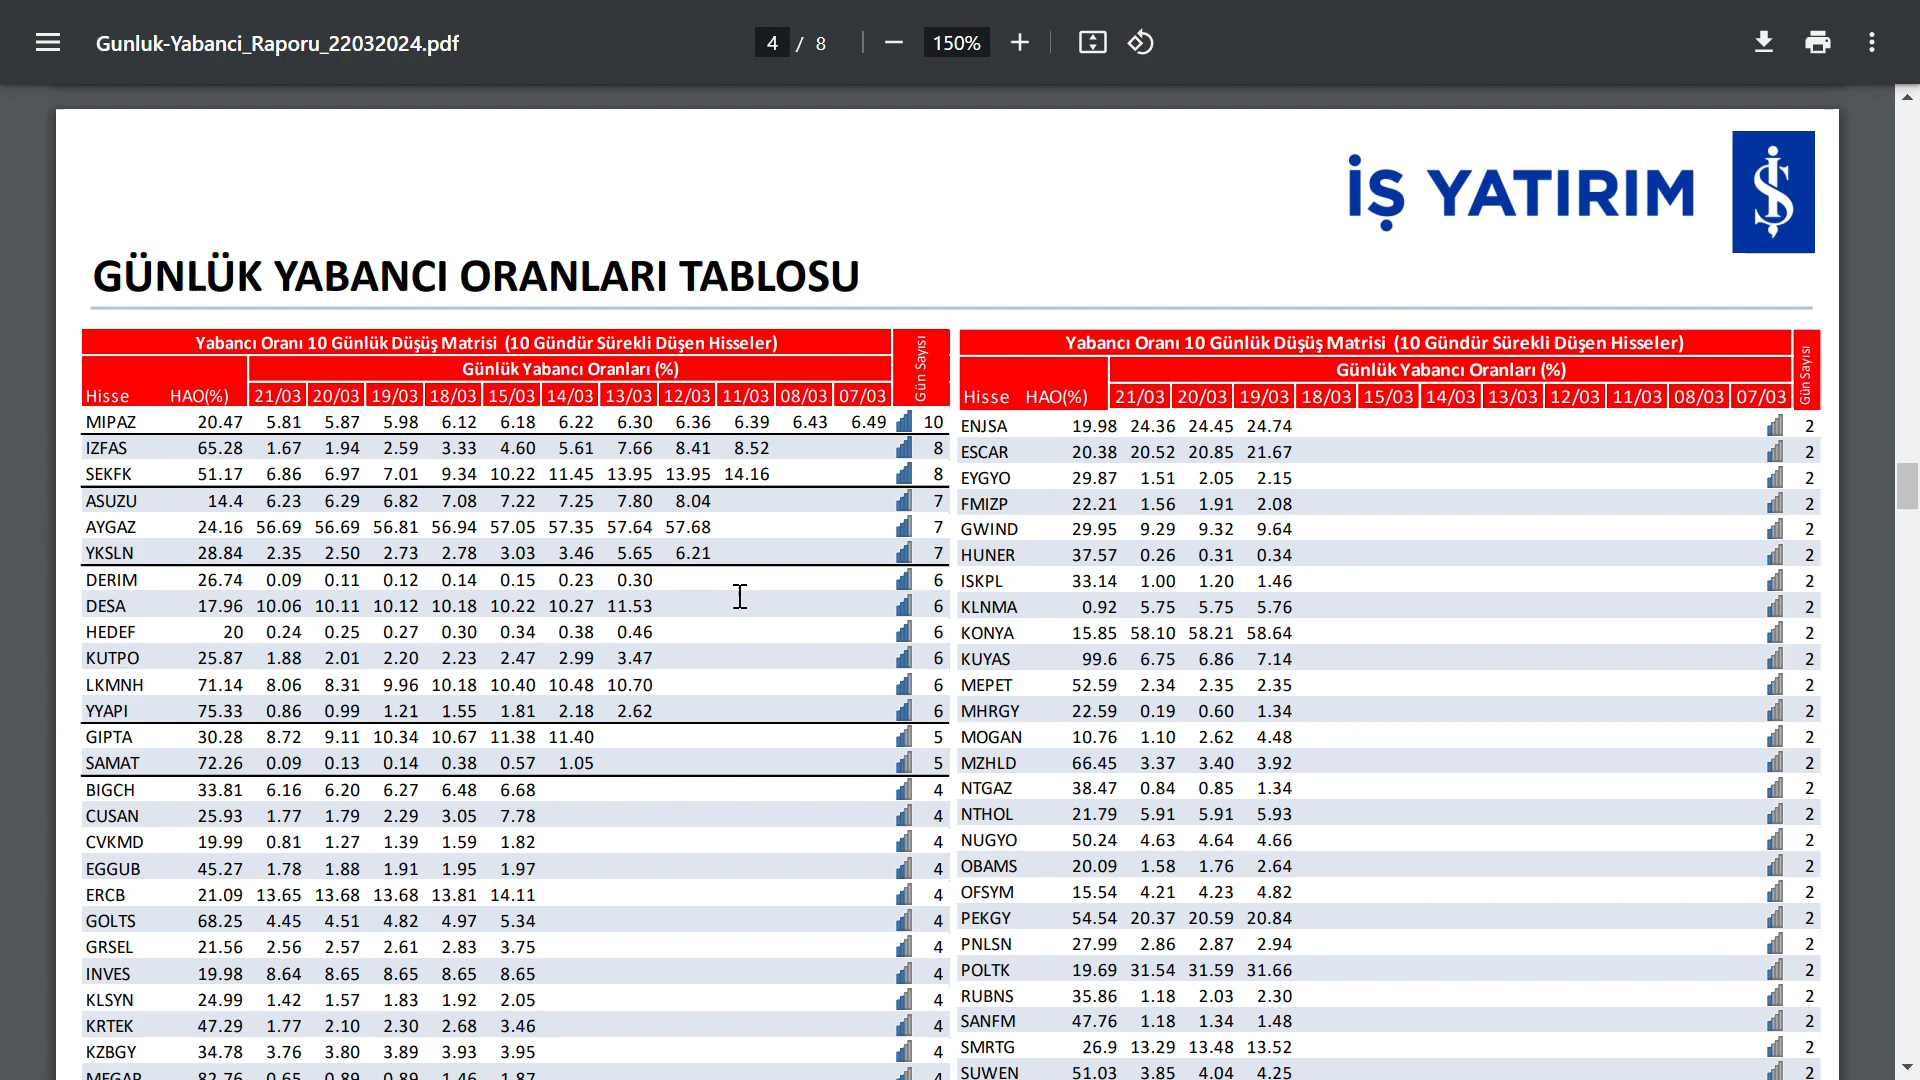 Gunluk-Yabanci_Raporu_22032024.pdf
4 / 8
150%
İŞ YATIRIM
GÜNLÜK YABANCI ORANLARI TABLOSU
Yabancı Oranı 10 Günlük Düşüş Matrisi (10 Gündür Sürekli Düşen Hisseler)
Gün Sayısı
Günlük Yabancı Oranları (%)
Hisse HAO(%) 21/03 20/03 19/03 18/03 15/03 14/03 13/03 12/03 11/03 08/03 07/03
MIPAZ 20.47 5.81 5.87 5.98 6.12 6.18 6.22 6.30 6.36 6.39 6.43 6.49 10
IZFAS 65.28 1.67 1.94 2.59 3.33 4.60 5.61 7.66 8.41 8.52 8
SEKFK 51.17 6.86 6.97 7.01 9.34 10.22 11.45 13.95 13.95 14.16 8
ASUZU 14.4 6.23 6.29 6.82 7.08 7.22 7.25 7.80 8.04 7
AYGAZ 24.16 56.69 56.69 56.81 56.94 57.05 57.35 57.64 57.68 7
YKSLN 28.84 2.35 2.50 2.73 2.78 3.03 3.46 5.65 6.21 7
DERIM 26.74 0.09 0.11 0.12 0.14 0.15 0.23 0.30 6
DESA 17.96 10.06 10.11 10.12 10.18 10.22 10.27 11.53 6
HEDEF 20 0.24 0.25 0.27 0.30 0.34 0.38 0.46 6
KUTPO 25.87 1.88 2.01 2.20 2.23 2.47 2.99 3.47 6
LKMNH 71.14 8.06 8.31 9.96 10.18 10.40 10.48 10.70 6
YYAPI 75.33 0.86 0.99 1.21 1.55 1.81 2.18 2.62 6
GIPTA 30.28 8.72 9.11 10.34 10.67 11.38 11.40 5
SAMAT 72.26 0.09 0.13 0.14 0.38 0.57 1.05 5
BIGCH 33.81 6.16 6.20 6.27 6.48 6.68 4
CUSAN 25.93 1.77 1.79 2.29 3.05 7.78 4
CVKMD 19.99 0.81 1.27 1.39 1.59 1.82 4
EGGUB 45.27 1.78 1.88 1.91 1.95 1.97 4
ERCB 21.09 13.65 13.68 13.68 13.81 14.11 4
GOLTS 68.25 4.45 4.51 4.82 4.97 5.34 4
GRSEL 21.56 2.56 2.57 2.61 2.83 3.75 4
INVES 19.98 8.64 8.65 8.65 8.65 8.65 4
KLSYN 24.99 1.42 1.57 1.83 1.92 2.05 4
KRTEK 47.29 1.77 2.10 2.30 2.68 3.46 4
KZBGY 34.78 3.76 3.80 3.89 3.93 3.95 4
MEGAP 82.76 0.65 0.89 0.89 1.46 1.87 4
Yabancı Oranı 10 Günlük Düşüş Matrisi (10 Gündür Sürekli Düşen Hisseler)
Gün Sayısı
Günlük Yabancı Oranları (%)
Hisse HAO(%) 21/03 20/03 19/03 18/03 15/03 14/03 13/03 12/03 11/03 08/03 07/03
ENJSA 19.98 24.36 24.45 24.74 2
ESCAR 20.38 20.52 20.85 21.67 2
EYGYO 29.87 1.51 2.05 2.15 2
FMIZP 22.21 1.56 1.91 2.08 2
GWIND 29.95 9.29 9.32 9.64 2
HUNER 37.57 0.26 0.31 0.34 2
ISKPL 33.14 1.00 1.20 1.46 2
KLNMA 0.92 5.75 5.75 5.76 2
KONYA 15.85 58.10 58.21 58.64 2
KUYAS 99.6 6.75 6.86 7.14 2
MEPET 52.59 2.34 2.35 2.35 2
MHRGY 22.59 0.19 0.60 1.34 2
MOGAN 10.76 1.10 2.62 4.48 2
MZHLD 66.45 3.37 3.40 3.92 2
NTGAZ 38.47 0.84 0.85 1.34 2
NTHOL 21.79 5.91 5.91 5.93 2
NUGYO 50.24 4.63 4.64 4.66 2
OBAMS 20.09 1.58 1.76 2.64 2
OFSYM 15.54 4.21 4.23 4.82 2
PEKGY 54.54 20.37 20.59 20.84 2
PNLSN 27.99 2.86 2.87 2.94 2
POLTK 19.69 31.54 31.59 31.66 2
RUBNS 35.86 1.18 2.03 2.30 2
SANFM 47.76 1.18 1.34 1.48 2
SMRTG 26.9 13.29 13.48 13.52 2
SUWEN 51.03 3.85 4.04 4.25 2